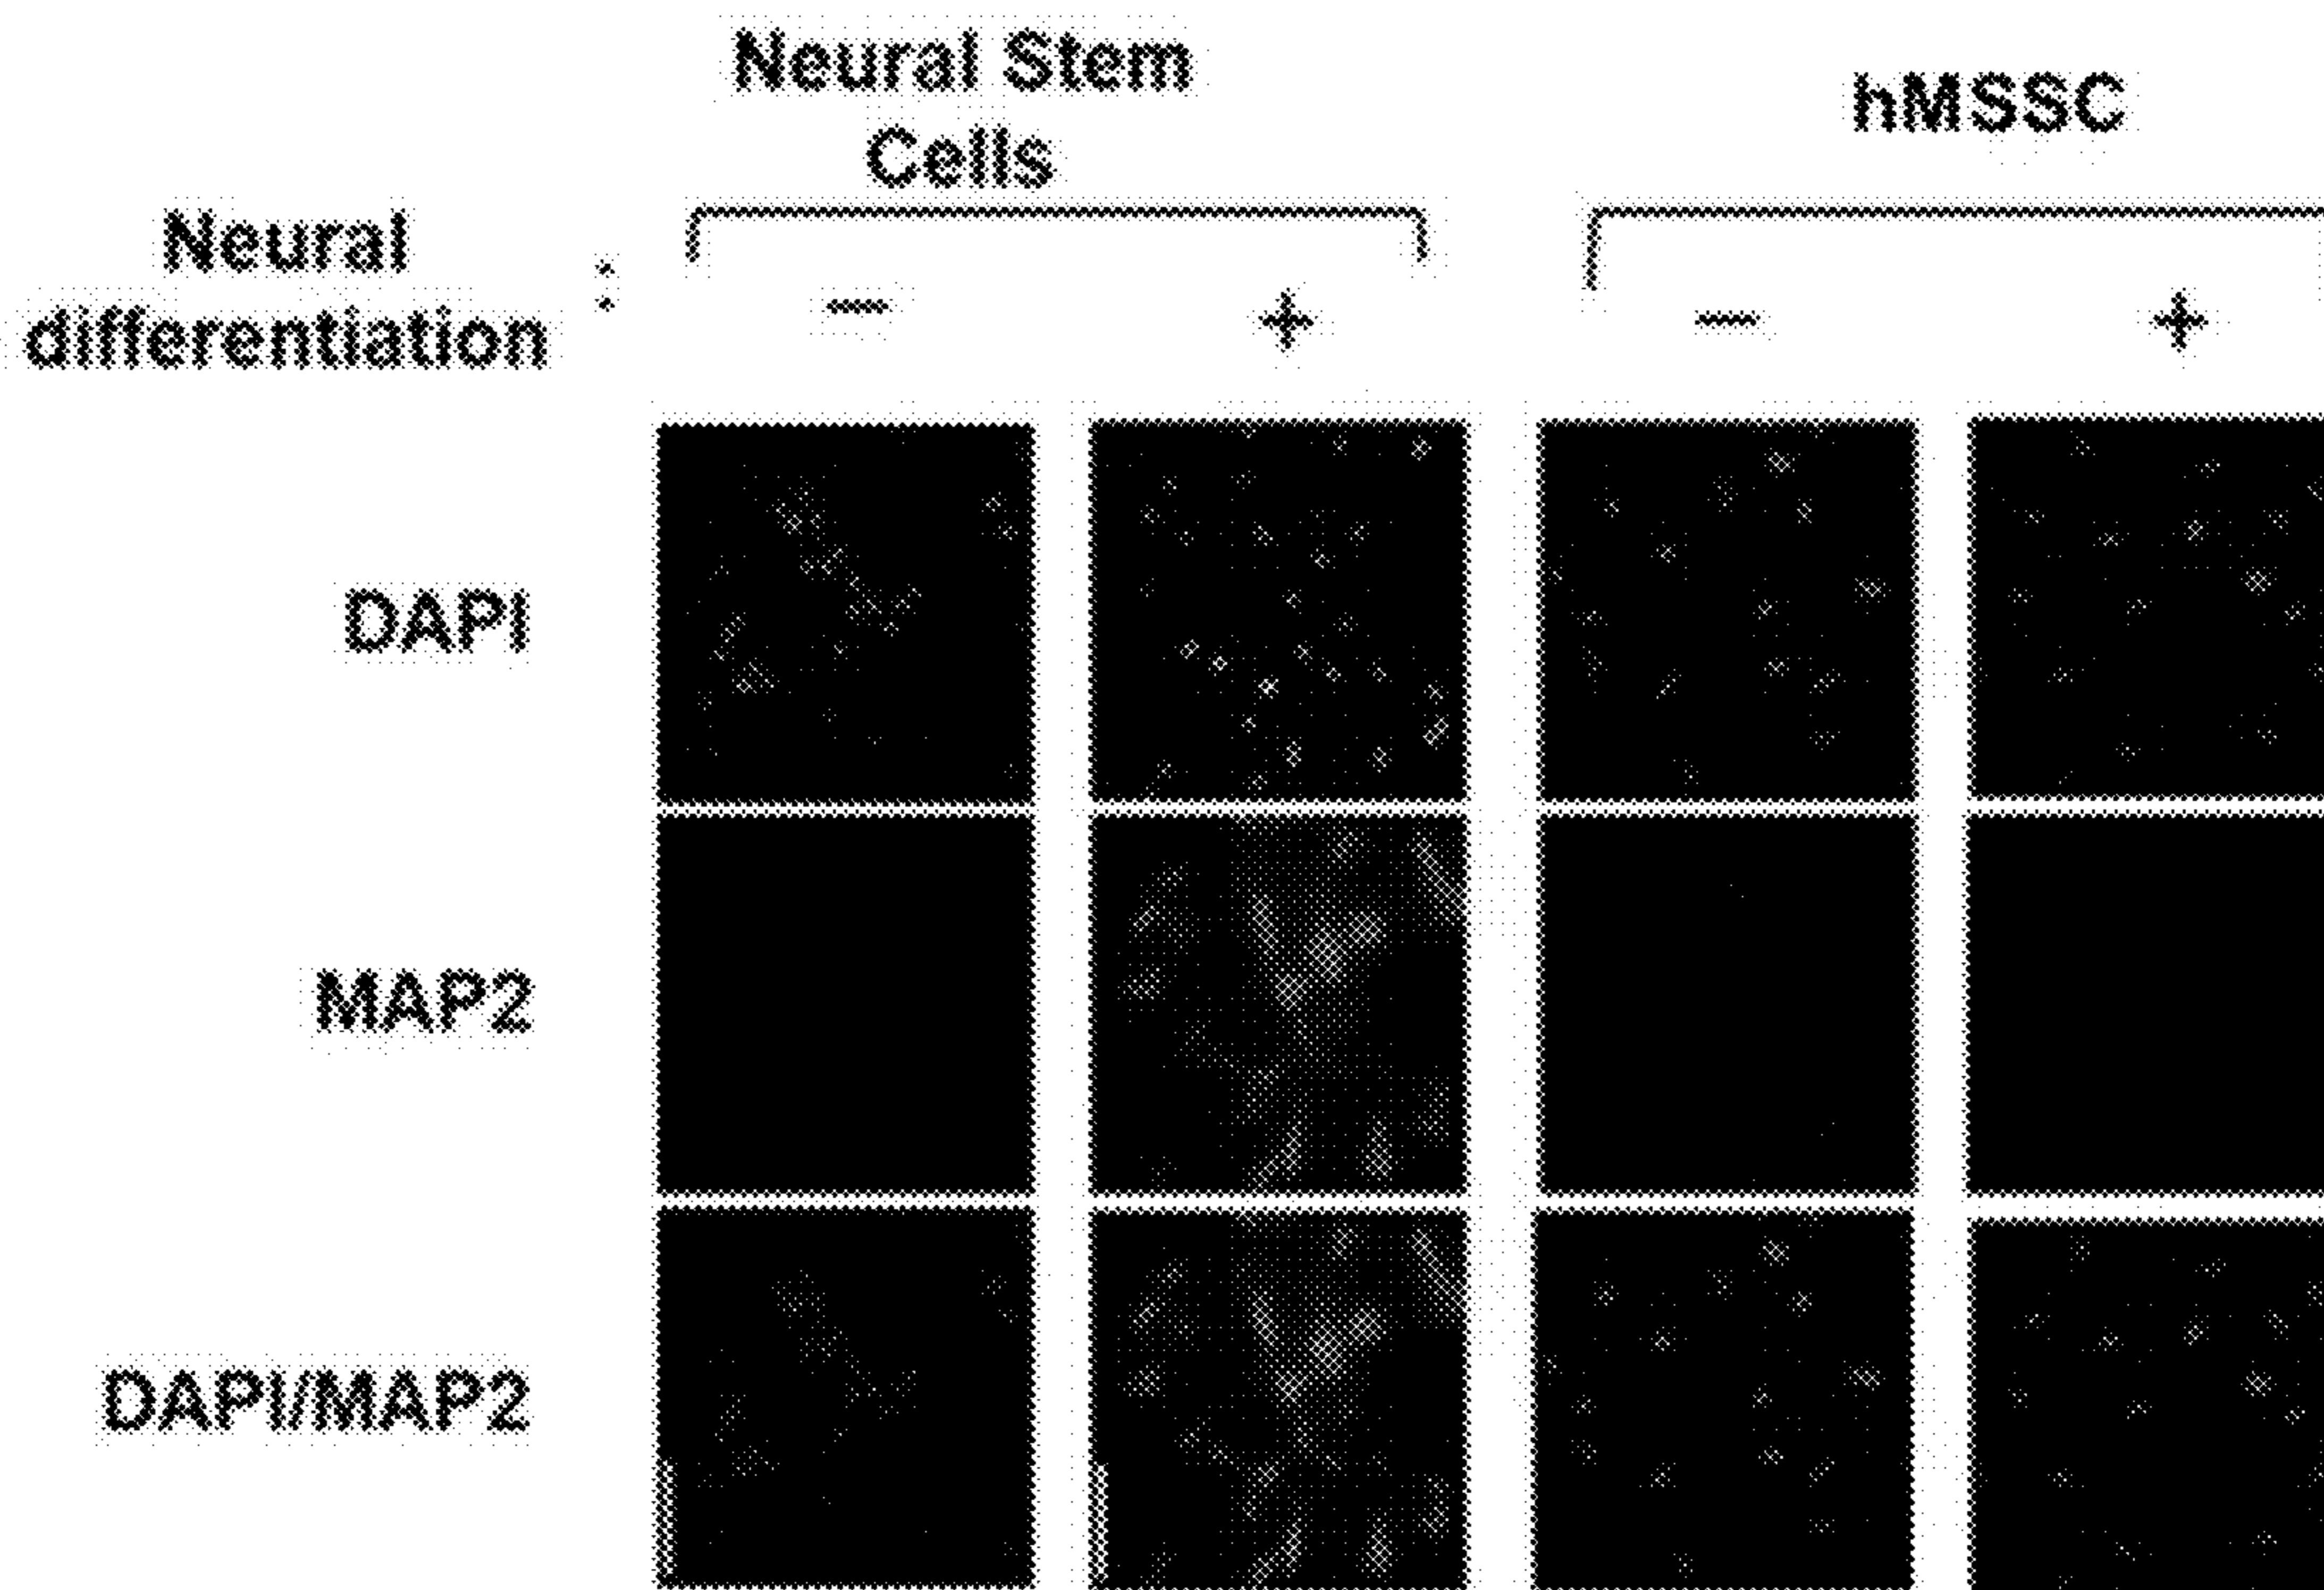 Neural Stem
Cells
hMSSC
Neural
differentiation :
− + − +
DAPI
MAP2
DAPI/MAP2